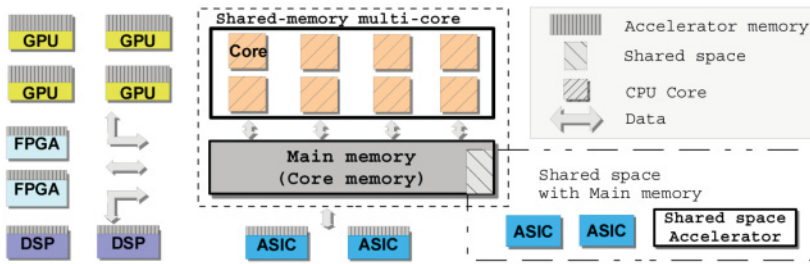 Shared-memory multi-core
GPU
GPU
GPU
GPU
FPGA
FPGA
DSP
DSP
Core
Main memory
(Core memory)
ASIC
ASIC
Accelerator memory
Shared space
CPU Core
Data
Shared space
with Main memory
ASIC
ASIC
Shared space
Accelerator